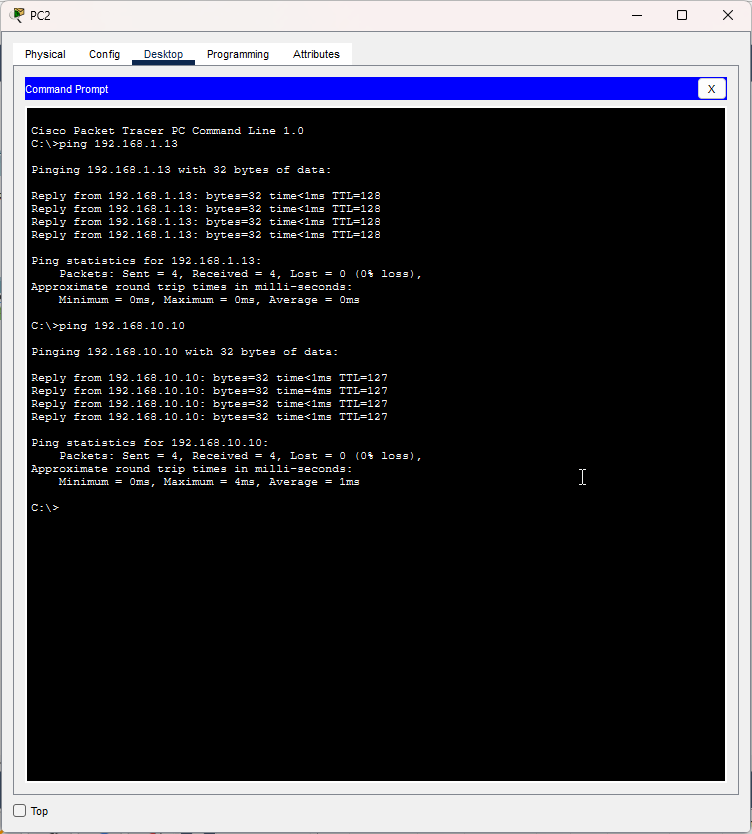 PC2
Physical Config Desktop Programming Attributes
Command Prompt X
Cisco Packet Tracer PC Command Line 1.0
C:\>ping 192.168.1.13
Pinging 192.168.1.13 with 32 bytes of data:
Reply from 192.168.1.13: bytes=32 time<1ms TTL=128
Reply from 192.168.1.13: bytes=32 time<1ms TTL=128
Reply from 192.168.1.13: bytes=32 time<1ms TTL=128
Reply from 192.168.1.13: bytes=32 time<1ms TTL=128
Ping statistics for 192.168.1.13:
Packets: Sent = 4, Received = 4, Lost = 0 (0% loss),
Approximate round trip times in milli-seconds:
Minimum = 0ms, Maximum = 0ms, Average = 0ms
C:\>ping 192.168.10.10
Pinging 192.168.10.10 with 32 bytes of data:
Reply from 192.168.10.10: bytes=32 time<1ms TTL=127
Reply from 192.168.10.10: bytes=32 time=4ms TTL=127
Reply from 192.168.10.10: bytes=32 time<1ms TTL=127
Reply from 192.168.10.10: bytes=32 time<1ms TTL=127
Ping statistics for 192.168.10.10:
Packets: Sent = 4, Received = 4, Lost = 0 (0% loss),
Approximate round trip times in milli-seconds:
Minimum = 0ms, Maximum = 4ms, Average = 1ms
C:\>
Top